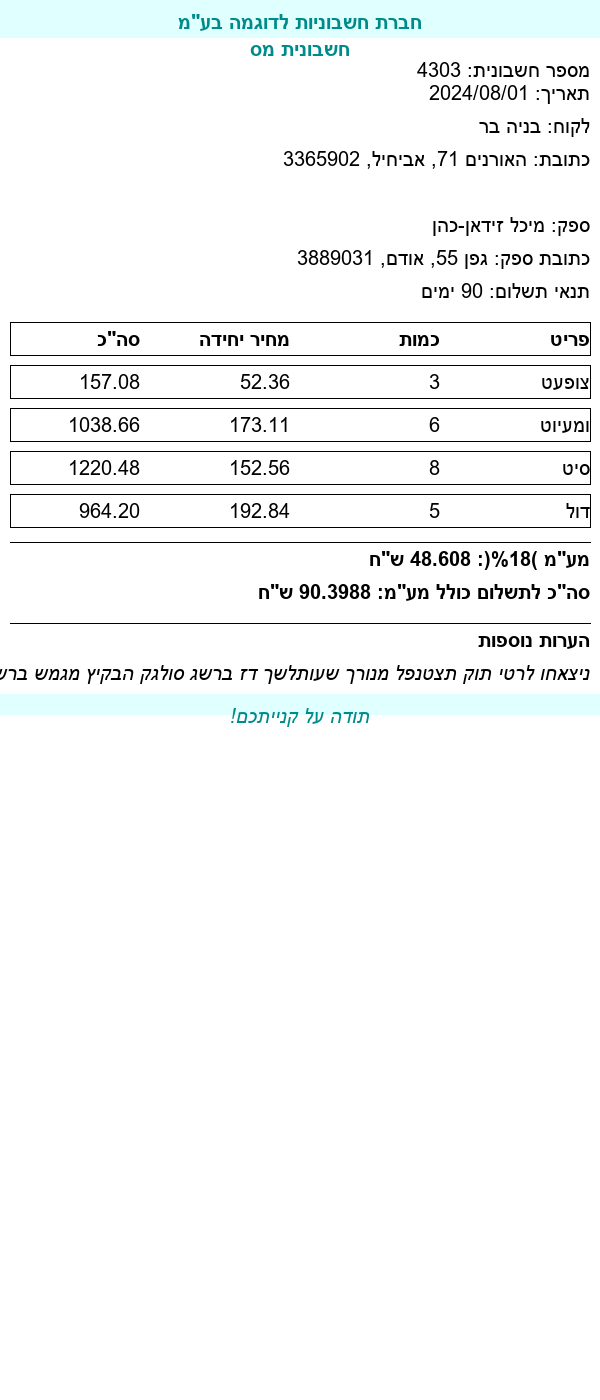 חברת חשבוניות לדוגמה בע"מ
חשבונית מס
מספר חשבונית: 4303
תאריך: 2024/08/01
לקוח: בניה בר
כתובת: האורנים 71, אביחיל, 3365902
ספק: מיכל זידאן-כהן
כתובת ספק: גפן 55, אודם, 3889031
תנאי תשלום: 90 ימים
פריט כמות מחיר יחידה סה"כ
צופעט 3 52.36 157.08
ומעיוט 6 173.11 1038.66
סיט 8 152.56 1220.48
דול 5 192.84 964.20
מע"מ )18%(: 48.608 ש"ח
סה"כ לתשלום כולל מע"מ: 90.3988 ש"ח
הערות נוספות
ניצאחו לרטי תוק תצטנפל מנורך שעותלשך דז ברשג סולגק הבקיץ מגמש
תודה על קנייתכם!